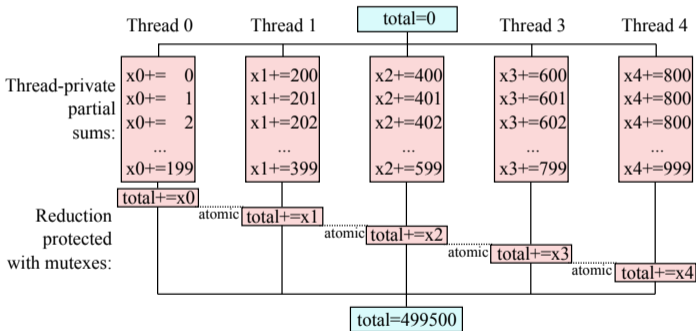 Thread 0 Thread 1 total=0 Thread 3 Thread 4
Thread-private
partial
sums:
x0+= 0 x1+=200 x2+=400 x3+=600 x4+=800
x0+= 1 x1+=201 x2+=401 x3+=601 x4+=800
x0+= 2 x1+=202 x2+=402 x3+=602 x4+=800
... ... ... ... ...
x0+=199 x1+=399 x2+=599 x3+=799 x4+=999
Reduction
protected
with mutexes:
total+=x0
atomic total+=x1
atomic total+=x2
atomic total+=x3
atomic total+=x4
total=499500